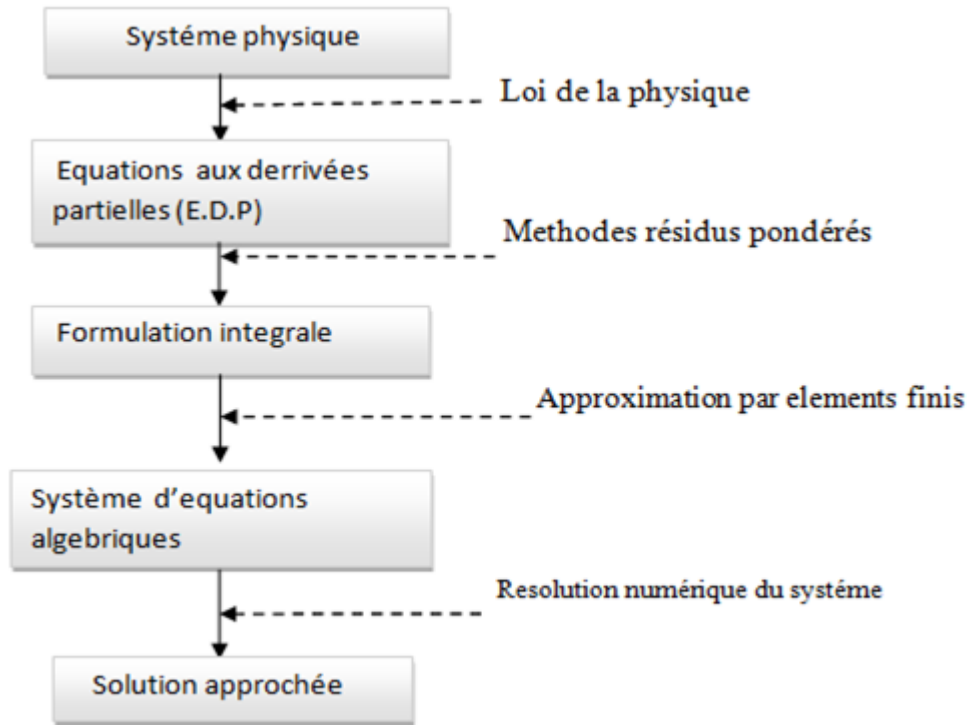 Systéme physique
Loi de la physique
Equations aux derrivées
partielles (E.D.P)
Methodes résidus pondérés
Formulation integrale
Approximation par elements finis
Système d’equations
algebriques
Resolution numérique du systéme
Solution approchée